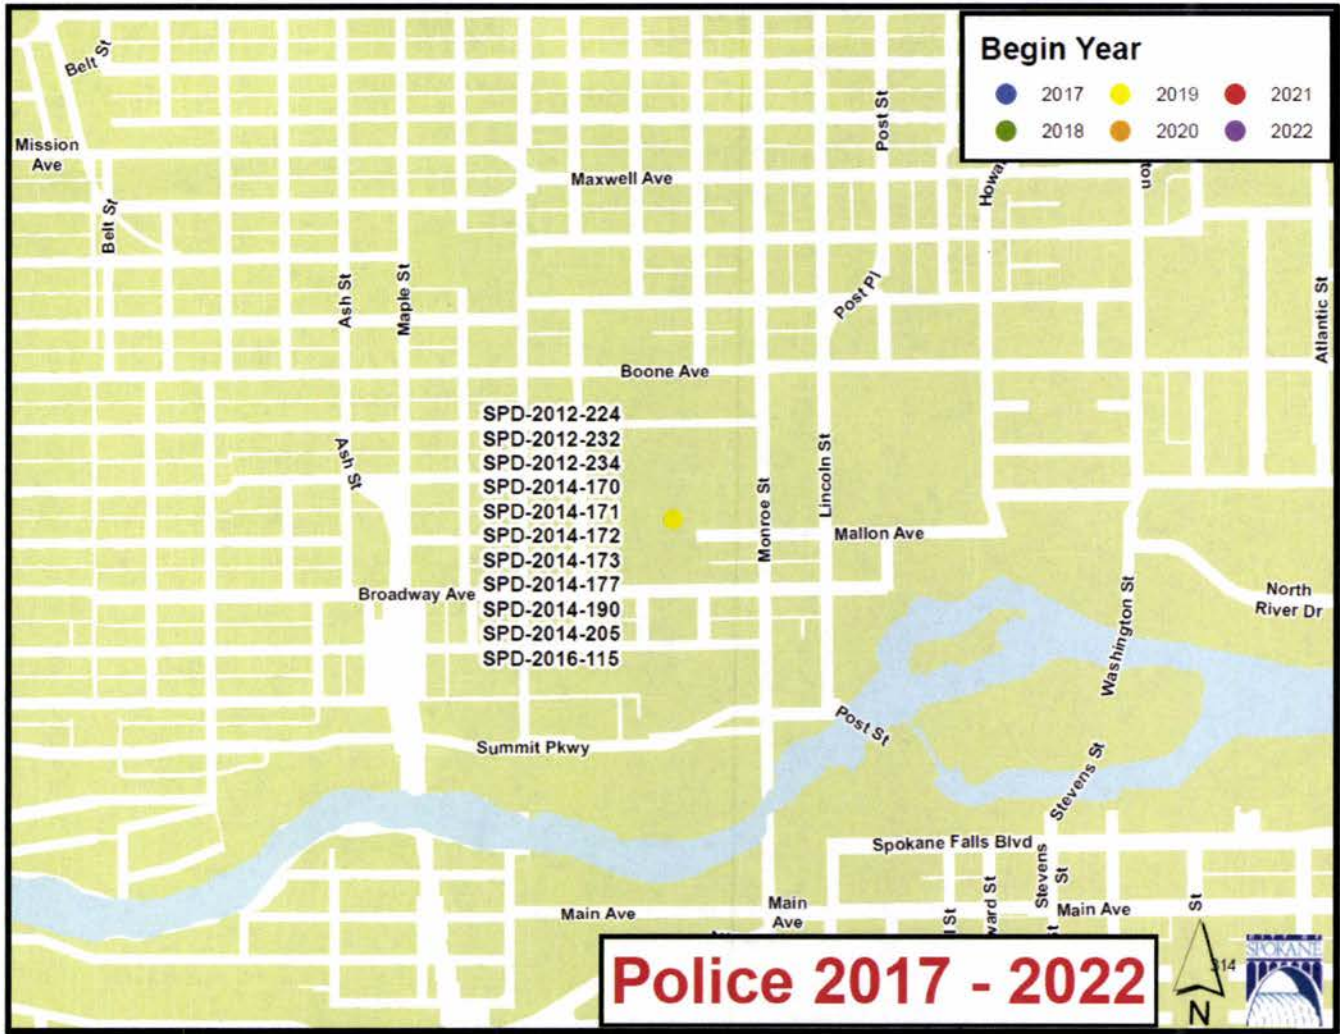 Belt St
Begin Year
2017
2019
2021
2018
2020
2022
Post St
Mission
Ave
Maxwell Ave
Belt St
Ash St
Maple St
Post Pl
Atlantic St
Boone Ave
SPD-2012-224
SPD-2012-232
SPD-2012-234
SPD-2014-170
SPD-2014-171
SPD-2014-172
SPD-2014-173
SPD-2014-177
SPD-2014-190
SPD-2014-205
SPD-2016-115
Ash St
Monroe St
Lincoln St
Mallon Ave
Broadway Ave
Washington St
North
River Dr
Post St
Summit Pkwy
Stevens St
Spokane Falls Blvd
Stevens
St
Main Ave
Main
Ave
Main Ave
St
St
ward St
Police 2017 - 2022
314
N
SPOKANE